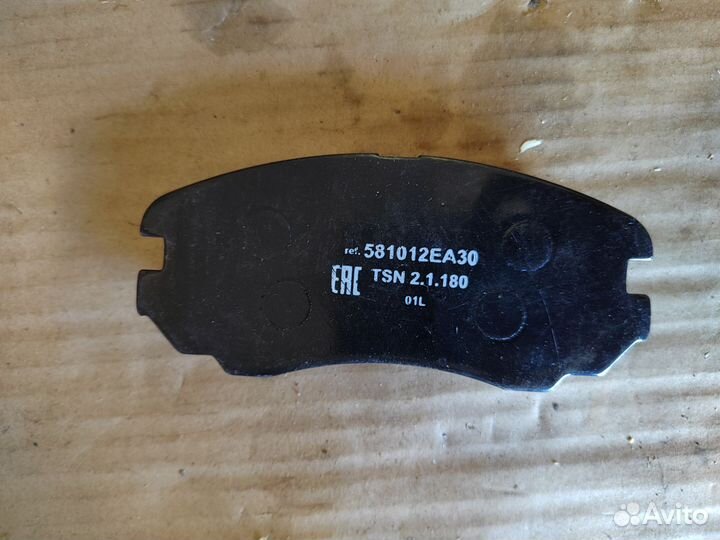 ref. 581012EA30
EAC TSN 2.1.180
01L
Avito